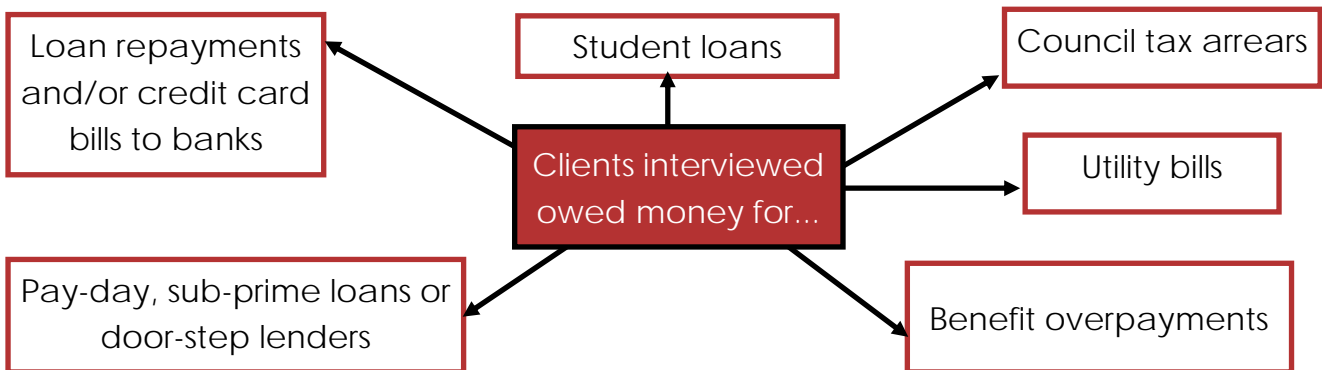 Loan repayments
and/or credit card
bills to banks
Student loans
Council tax arrears
Clients interviewed
owed money for...
Utility bills
Pay-day, sub-prime loans or
door-step lenders
Benefit overpayments